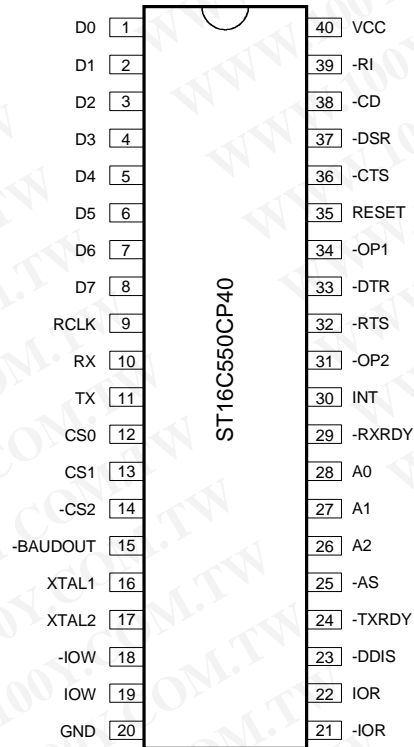 D0 1 40 VCC
D1 2 39 -RI
D2 3 38 -CD
D3 4 37 -DSR
D4 5 36 -CTS
D5 6 35 RESET
D6 7 34 -OP1
D7 8 33 -DTR
RCLK 9 32 -RTS
RX 10 31 -OP2
TX 11 30 INT
CS0 12 29 -RXRDY
CS1 13 28 A0
-CS2 14 27 A1
-BAUDOUT 15 26 A2
XTAL1 16 25 -AS
XTAL2 17 24 -TXRDY
-IOW 18 23 -DDIS
IOW 19 22 IOR
GND 20 21 -IOR
ST16C550CP40